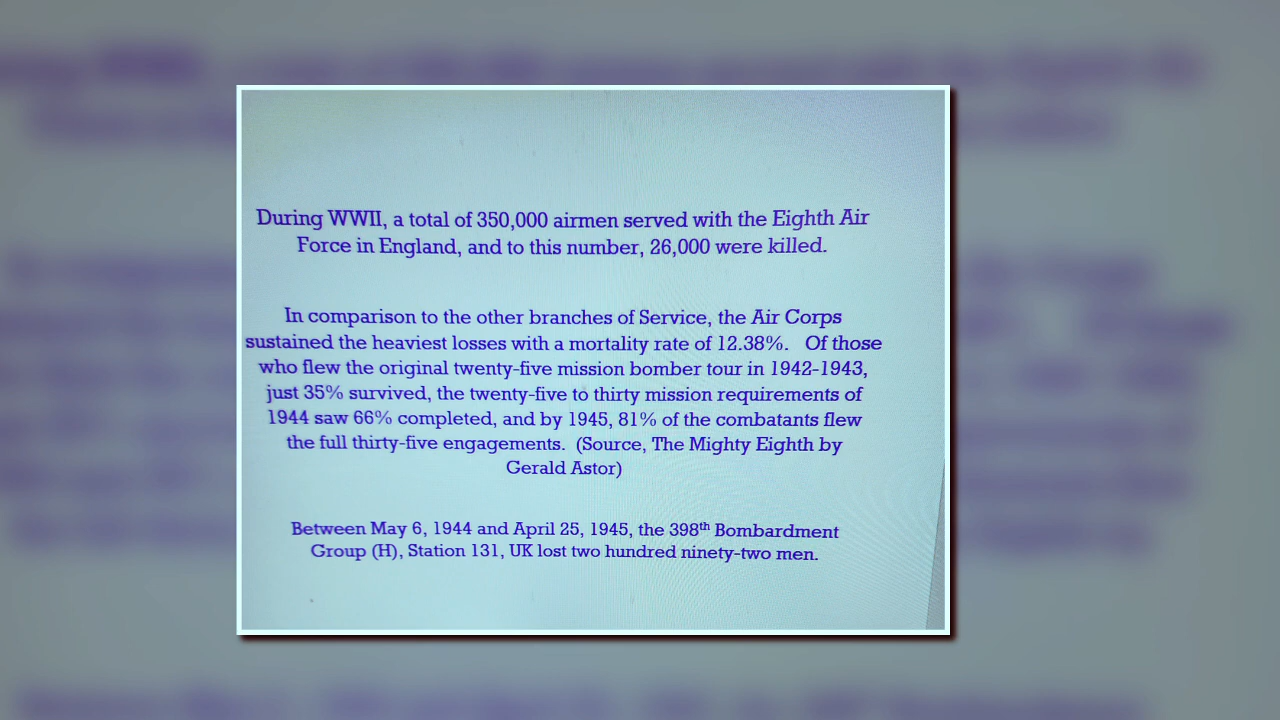 During WWII, a total of 350,000 airmen served with the Eighth Air
Force in England, and to this number, 26,000 were killed.
In comparison to the other branches of Service, the Air Corps
sustained the heaviest losses with a mortality rate of 12.38%. Of those
who flew the original twenty-five mission bomber tour in 1942-1943,
just 35% survived, the twenty-five to thirty mission requirements of
1944 saw 66% completed, and by 1945, 81% of the combatants flew
the full thirty-five engagements. (Source, The Mighty Eighth by
Gerald Astor)
Between May 6, 1944 and April 25, 1945, the 398th Bombardment
Group (H), Station 131, UK lost two hundred ninety-two men.